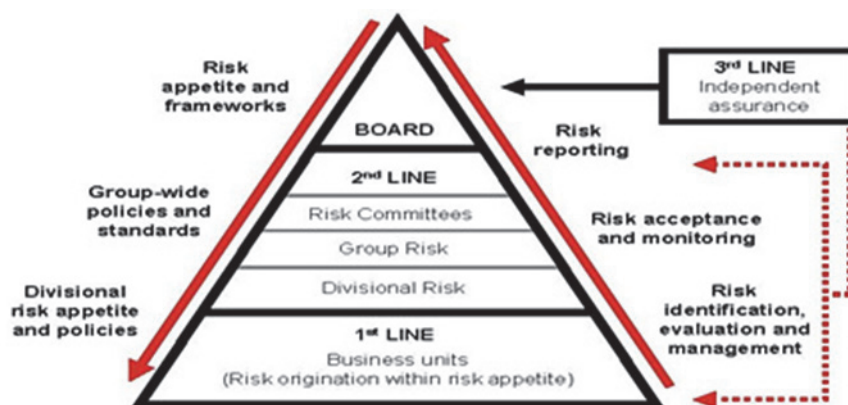 Risk
appetite and
frameworks
Group-wide
policies and
standards
Divisional
risk appetite
and policies
BOARD
2nd LINE
Risk Committees
Group Risk
Divisional Risk
1st LINE
Business units
(Risk origination within risk appetite)
Risk
reporting
Risk acceptance
and monitoring
Risk
identification,
evaluation and
management
3rd LINE
Independent
assurance